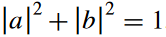 |a|² + |b|² = 1